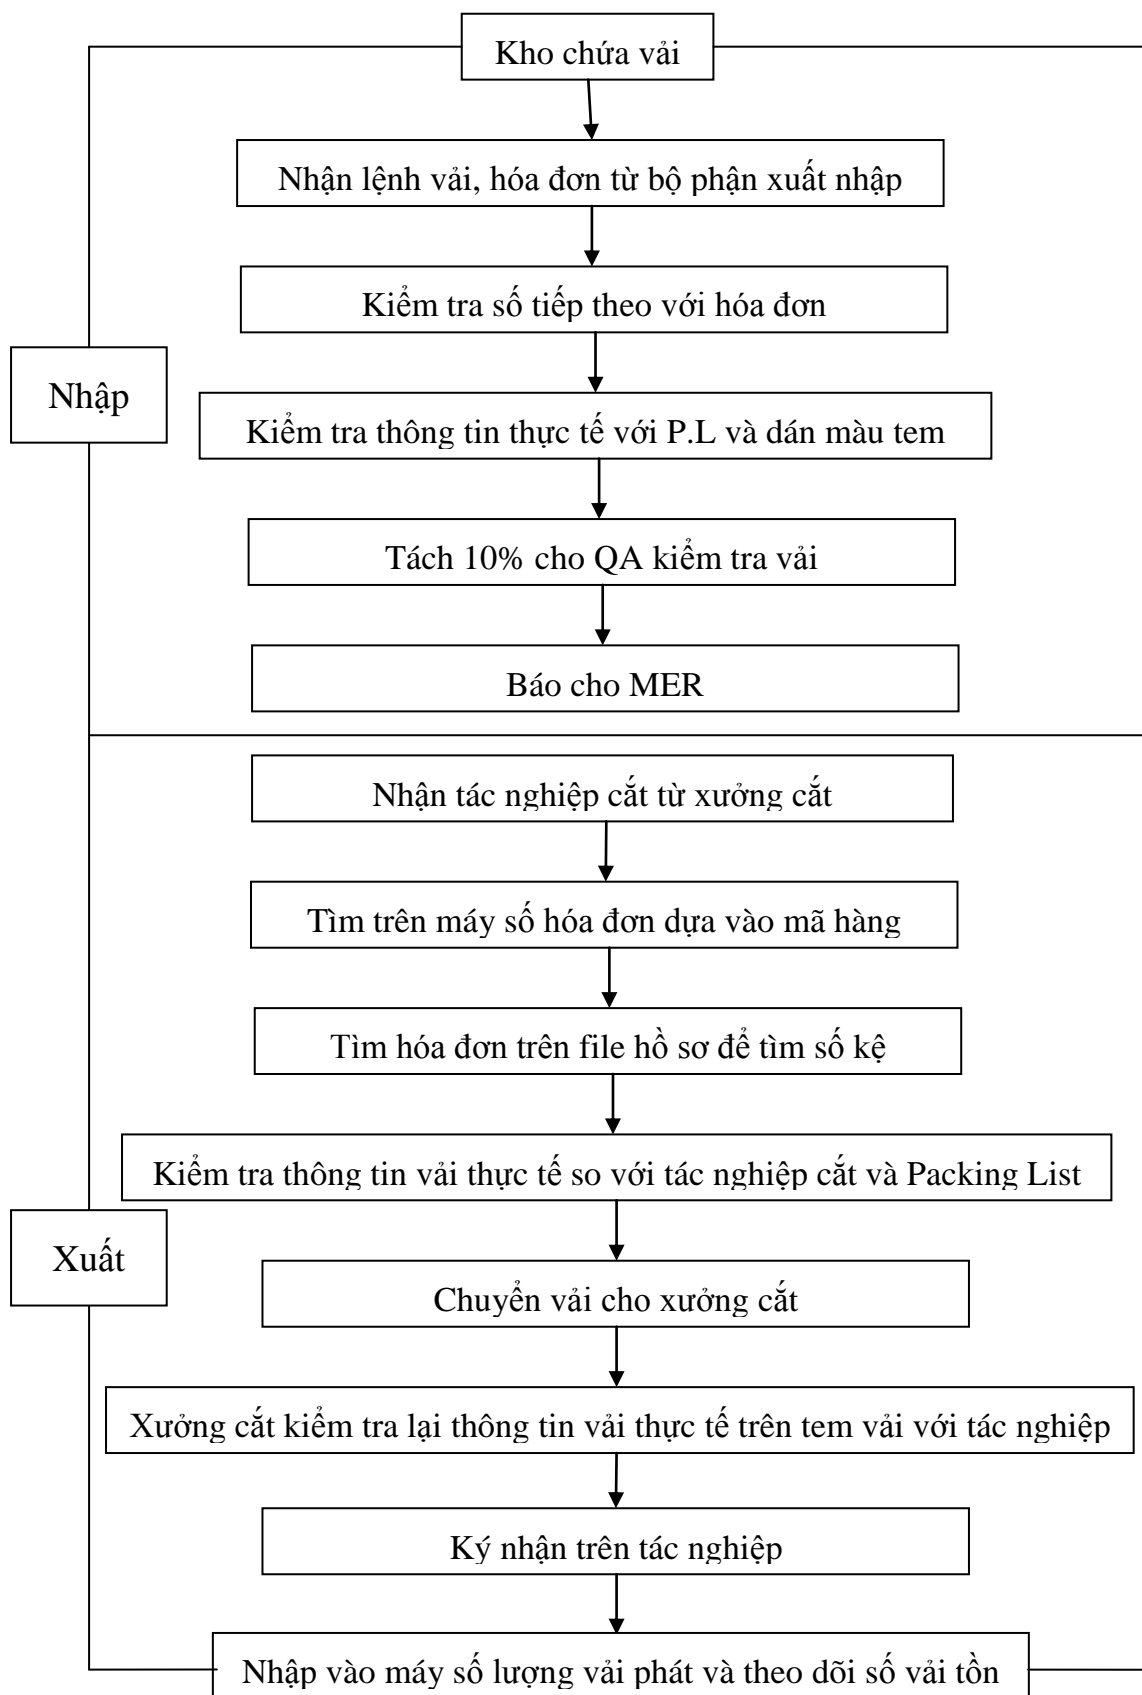 Kho chứa vải
Nhận lệnh vải, hóa đơn từ bộ phận xuất nhập
Kiểm tra số tiếp theo với hóa đơn
Nhập
Kiểm tra thông tin thực tế với P.L và dán màu tem
Tách 10% cho QA kiểm tra vải
Báo cho MER
Nhận tác nghiệp cắt từ xưởng cắt
Tìm trên máy số hóa đơn dựa vào mã hàng
Tìm hóa đơn trên file hồ sơ để tìm số kệ
Kiểm tra thông tin vải thực tế so với tác nghiệp cắt và Packing List
Xuất
Chuyển vải cho xưởng cắt
Xưởng cắt kiểm tra lại thông tin vải thực tế trên tem vải với tác nghiệp
Ký nhận trên tác nghiệp
Nhập vào máy số lượng vải phát và theo dõi số vải tồn